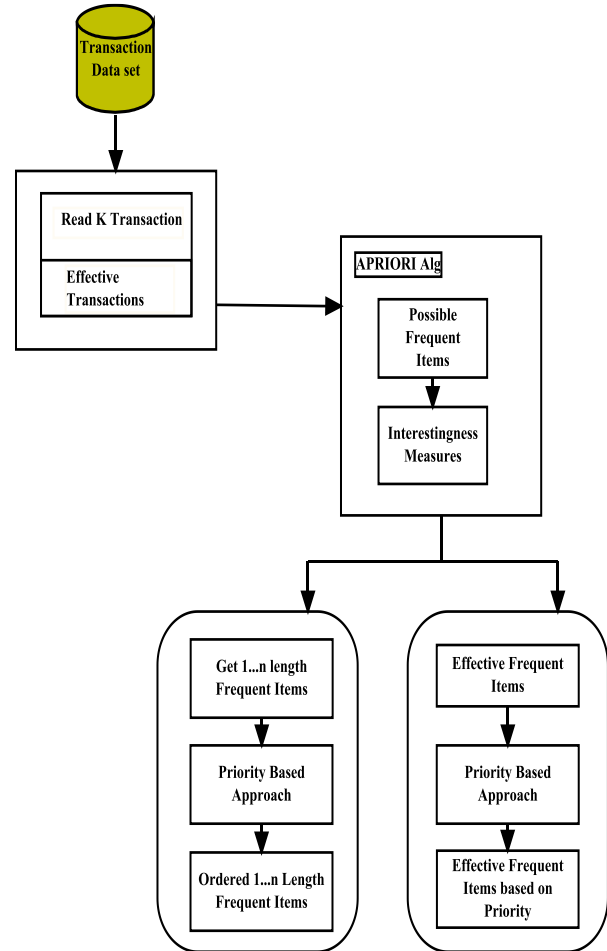 Transaction
Data set
Read K Transaction
Effective
Transactions
APRIORI Alg
Possible
Frequent
Items
Interestingness
Measures
Get 1...n length
Frequent Items
Priority Based
Approach
Ordered 1...n Length
Frequent Items
Effective Frequent
Items
Priority Based
Approach
Effective Frequent
Items based on
Priority